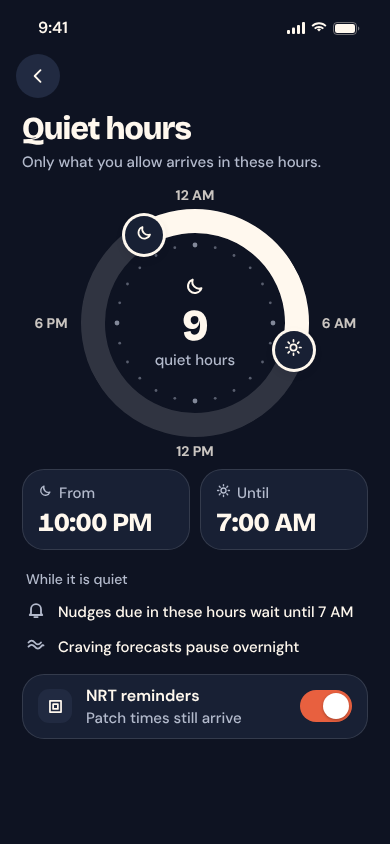 9:41
Quiet hours
Only what you allow arrives in these hours.
12 AM
6 PM
9
quiet hours
6 AM
12 PM
From
10:00 PM
Until
7:00 AM
While it is quiet
Nudges due in these hours wait until 7 AM
Craving forecasts pause overnight
NRT reminders
Patch times still arrive